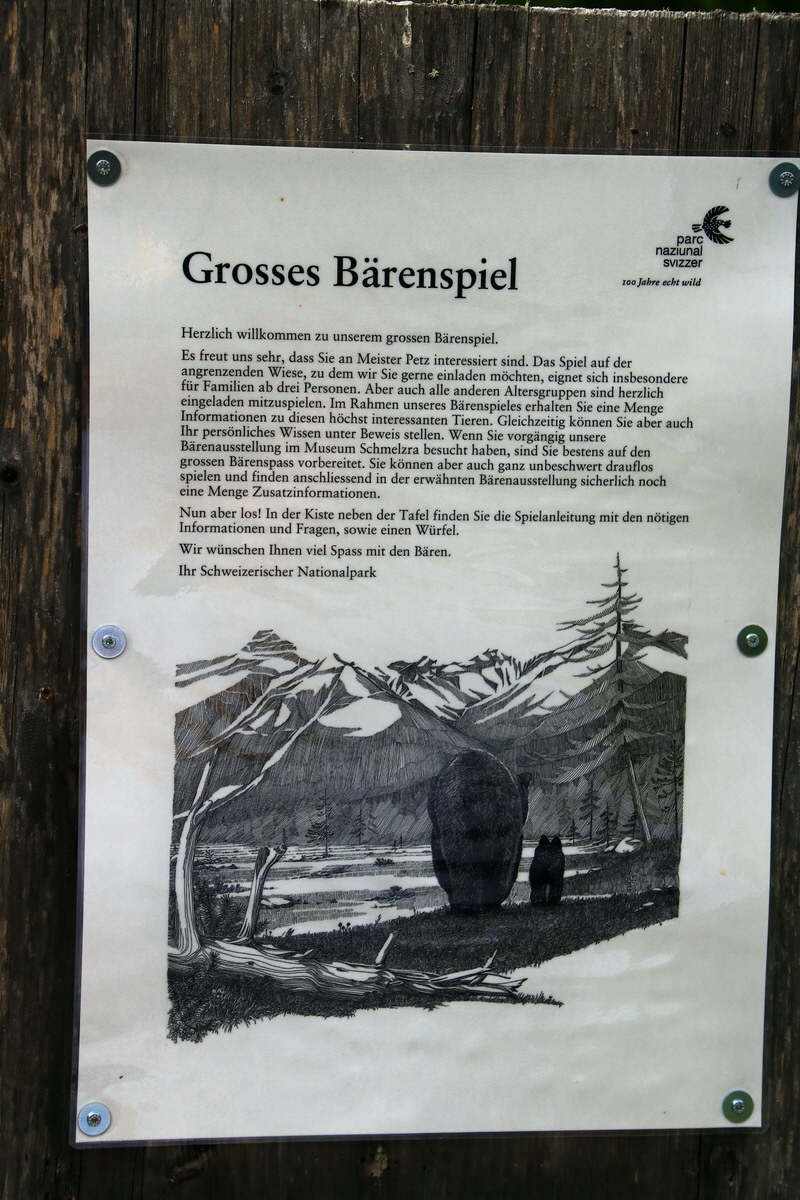 parc
naziunal
svizzer
100 Jahre echt wild
Grosses Bärenspiel
Herzlich willkommen zu unserem grossen Bärenspiel.
Es freut uns sehr, dass Sie an Meister Petz interessiert sind. Das Spiel auf der
angrenzenden Wiese, zu dem wir Sie gerne einladen möchten, eignet sich insbesondere
für Familien ab drei Personen. Aber auch alle anderen Altersgruppen sind herzlich
eingeladen mitzuspielen. Im Rahmen unseres Bärenspieles erhalten Sie eine Menge
Informationen zu diesen höchst interessanten Tieren. Gleichzeitig können Sie aber auch
Ihr persönliches Wissen unter Beweis stellen. Wenn Sie vorgängig unsere
Bärenausstellung im Museum Schmelzra besucht haben, sind Sie bestens auf den
grossen Bärenspass vorbereitet. Sie können aber auch ganz unbeschwert drauflos
spielen und finden anschliessend in der erwähnten Bärenausstellung sicherlich noch
eine Menge Zusatzinformationen.
Nun aber los! In der Kiste neben der Tafel finden Sie die Spielanleitung mit den nötigen
Informationen und Fragen, sowie einen Würfel.
Wir wünschen Ihnen viel Spass mit den Bären.
Ihr Schweizerischer Nationalpark